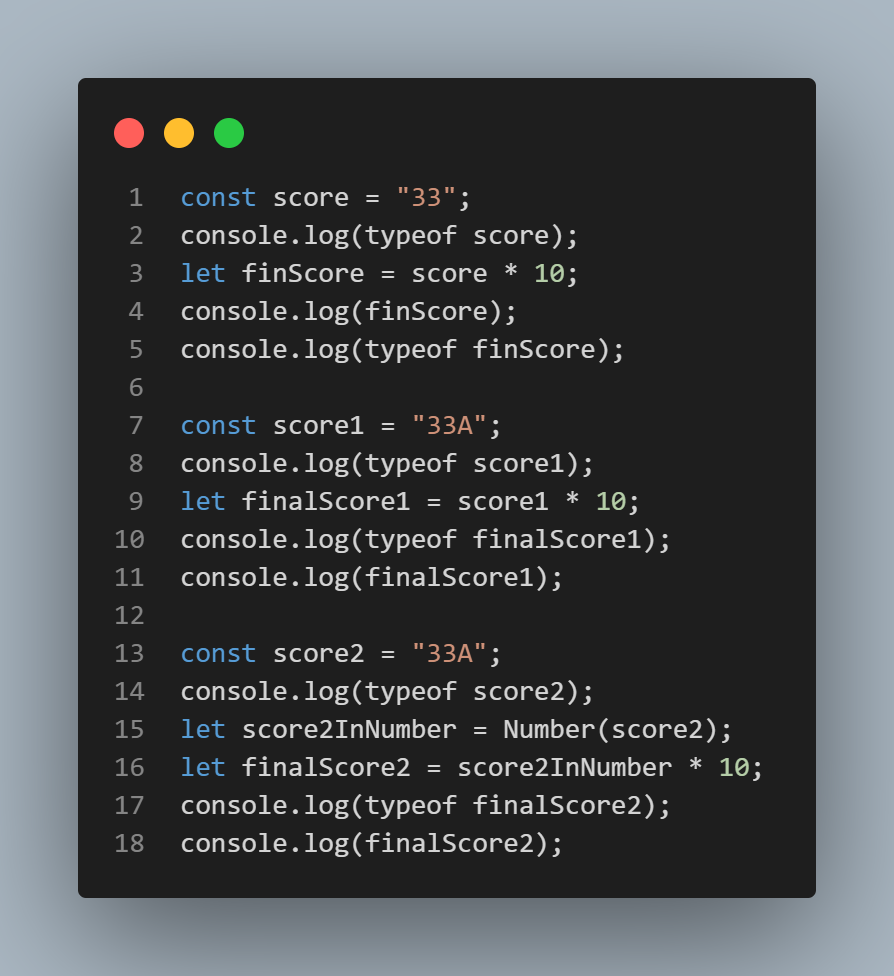 1 const score = "33";
2 console.log(typeof score);
3 let finScore = score * 10;
4 console.log(finScore);
5 console.log(typeof finScore);
6
7 const score1 = "33A";
8 console.log(typeof score1);
9 let finalScore1 = score1 * 10;
10 console.log(typeof finalScore1);
11 console.log(finalScore1);
12
13 const score2 = "33A";
14 console.log(typeof score2);
15 let score2InNumber = Number(score2);
16 let finalScore2 = score2InNumber * 10;
17 console.log(typeof finalScore2);
18 console.log(finalScore2);